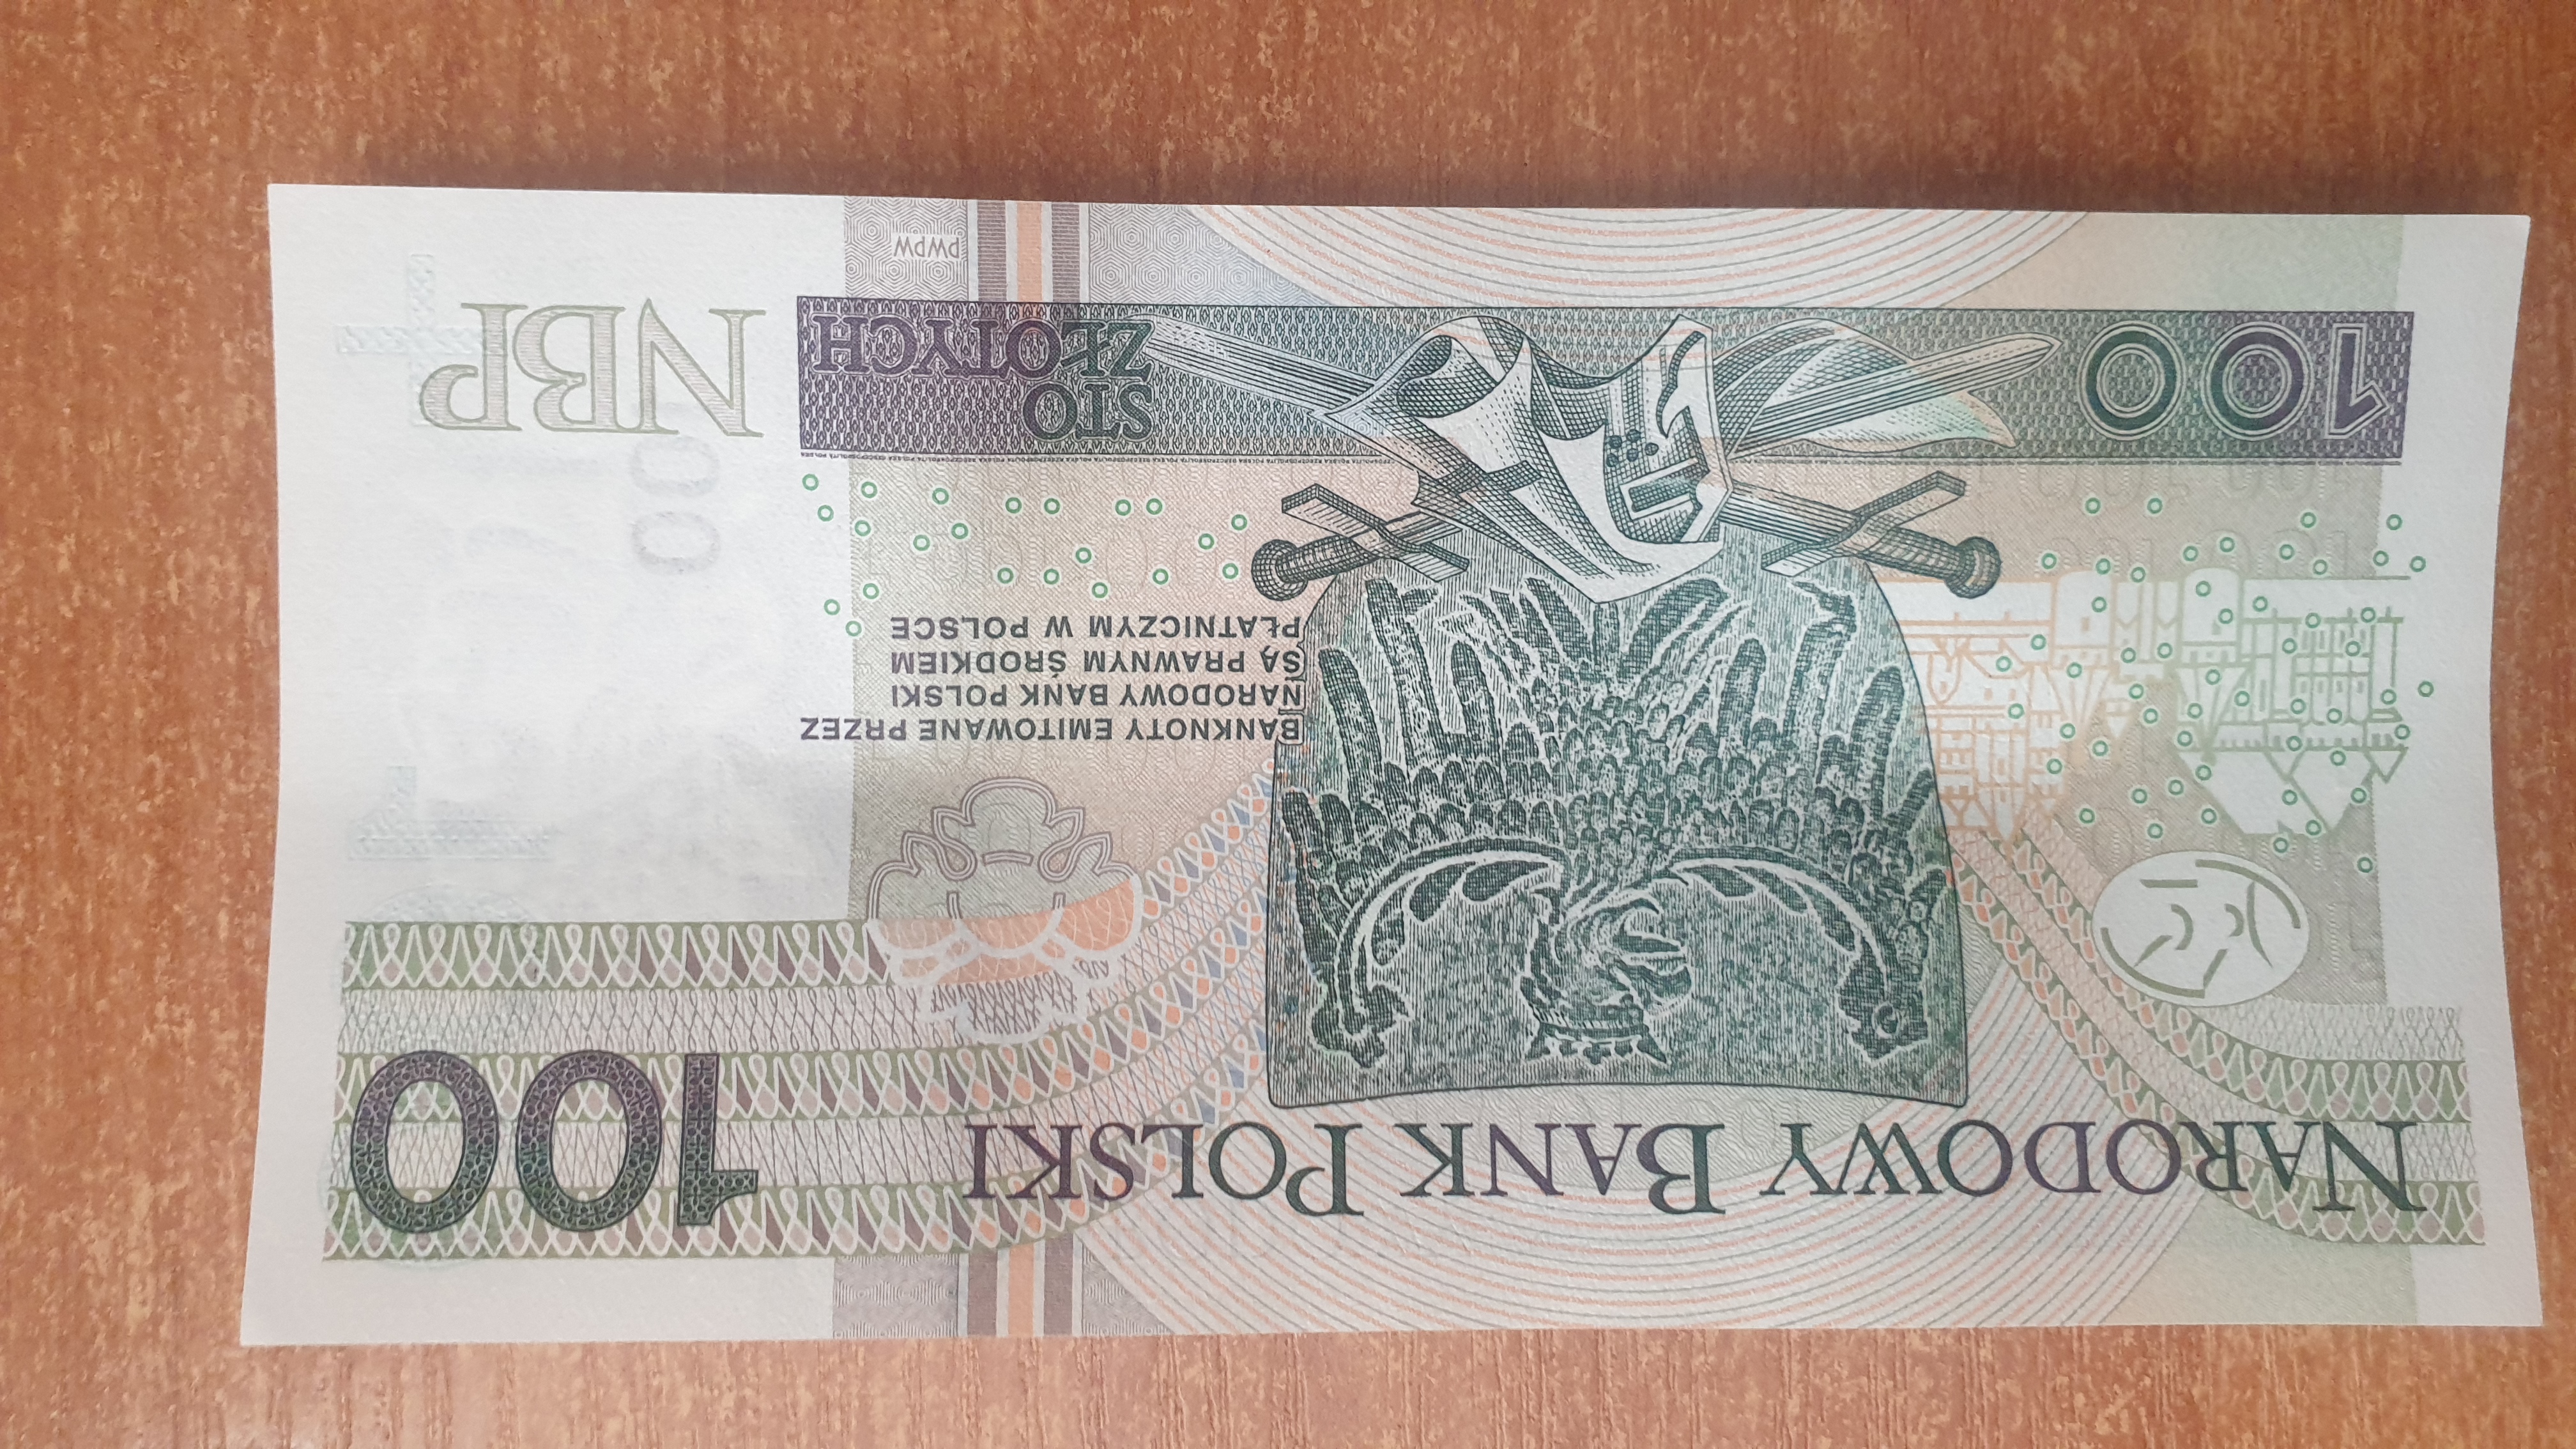 NARODOWY BANK POLSKI 100
BANKNOTY EMITOWANE PRZEZ
NARODOWY BANK POLSKI
SĄ PRAWNYM ŚRODKIEM
PŁATNICZYM W POLSCE
100
STO
ZŁOTYCH
NBP
PWPW